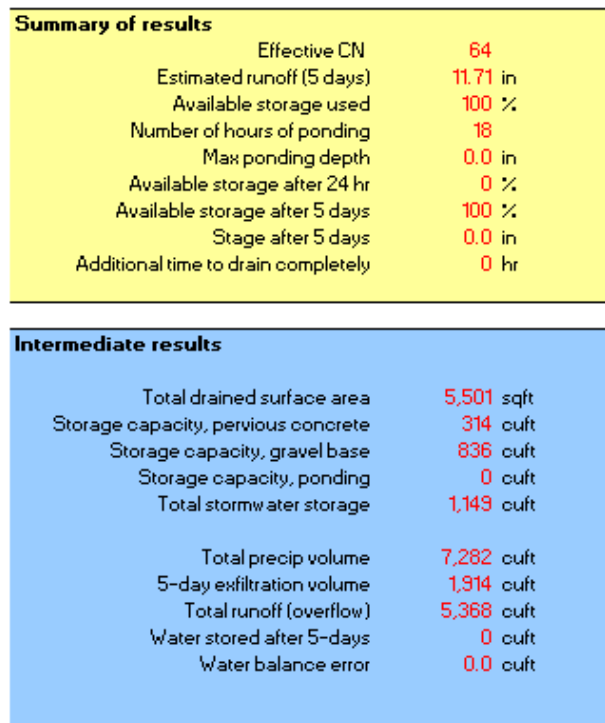 Summary of results
Effective CN 64
Estimated runoff (5 days) 11.71 in
Available storage used 100 %
Number of hours of ponding 18
Max ponding depth 0.0 in
Available storage after 24 hr 0 %
Available storage after 5 days 100 %
Stage after 5 days 0.0 in
Additional time to drain completely 0 hr
Intermediate results
Total drained surface area 5,501 sqft
Storage capacity, pervious concrete 314 cuft
Storage capacity, gravel base 836 cuft
Storage capacity, ponding 0 cuft
Total stormwater storage 1,149 cuft
Total precip volume 7,282 cuft
5-day exfiltration volume 1,914 cuft
Total runoff (overflow) 5,368 cuft
Water stored after 5-days 0 cuft
Water balance error 0.0 cuft